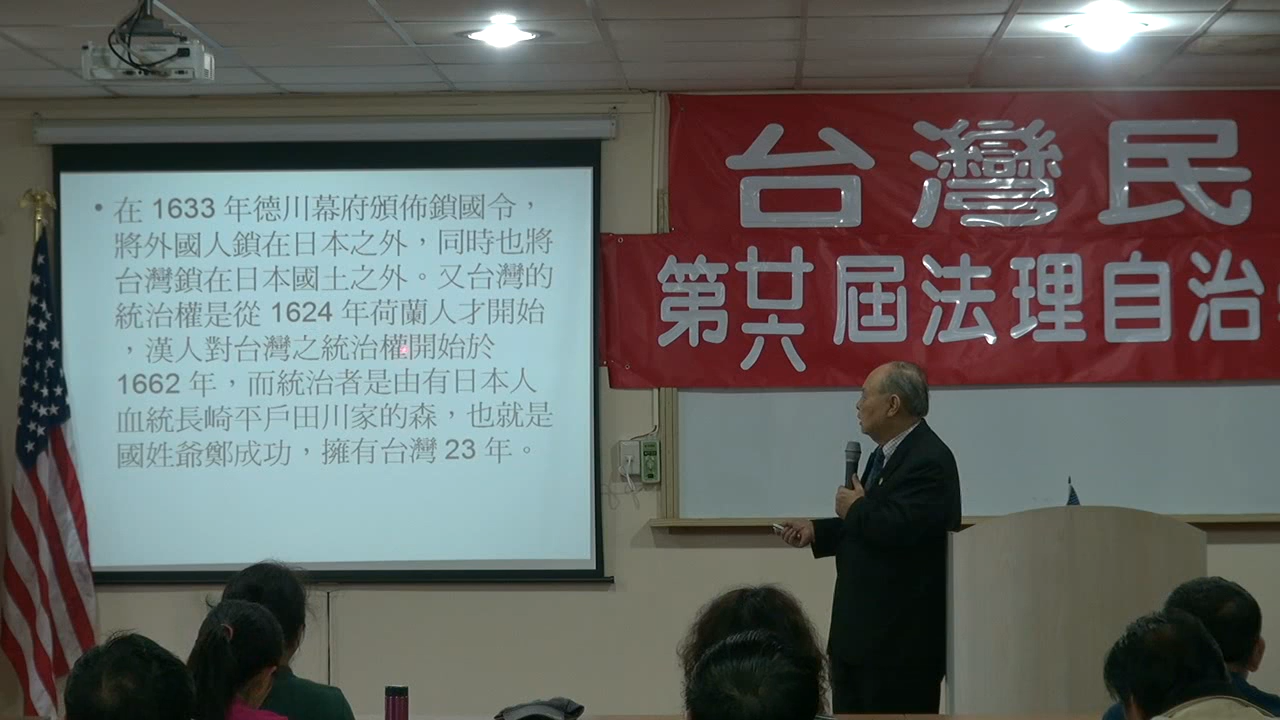 • 在 1633 年德川幕府頒佈鎖國令，
將外國人鎖在日本之外，同時也將
台灣鎖在日本國土之外。又台灣的
統治權是從 1624 年荷蘭人才開始
，漢人對台灣之統治權開始於
1662 年，而統治者是由有日本人
血統長崎平戶田川家的森，也就是
國姓爺鄭成功，擁有台灣 23 年。
台灣民
第廿六屆法理自治